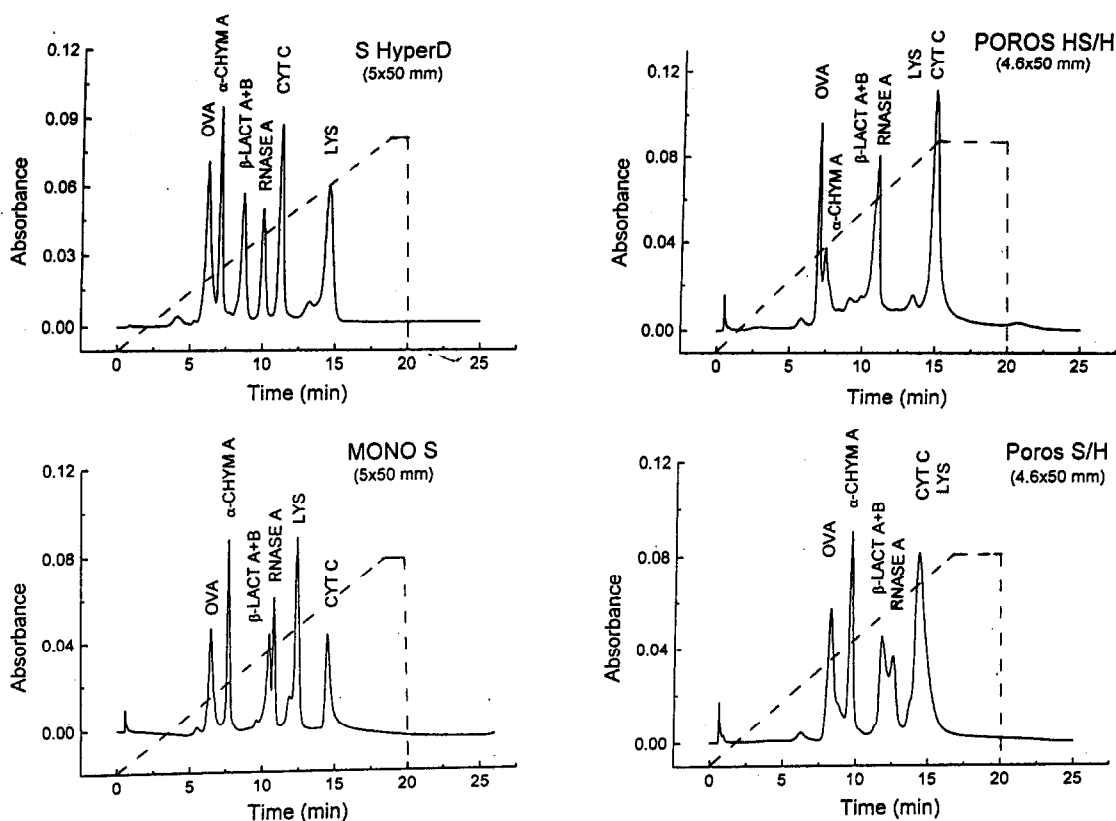 S HyperD
(5x50 mm)
0.12
0.09
0.06
0.03
0.00
Absorbance
OVA
α-CHYM A
β-LACT A+B
RNASE A
CYT C
LYS
0 5 10 15 20 25
Time (min)
POROS HS/H
(4.6x50 mm)
0.12
0.08
0.04
0.00
Absorbance
OVA
α-CHYM A
β-LACT A+B
RNASE A
LYS
CYT C
0 5 10 15 20 25
Time (min)
MONO S
(5x50 mm)
0.12
0.08
0.04
0.00
Absorbance
OVA
α-CHYM A
β-LACT A+B
RNASE A
LYS
CYT C
0 5 10 15 20 25
Time (min)
Poros S/H
(4.6x50 mm)
0.12
0.08
0.04
0.00
Absorbance
OVA
α-CHYM A
β-LACT A+B
RNASE A
CYT C
LYS
0 5 10 15 20 25
Time (min)